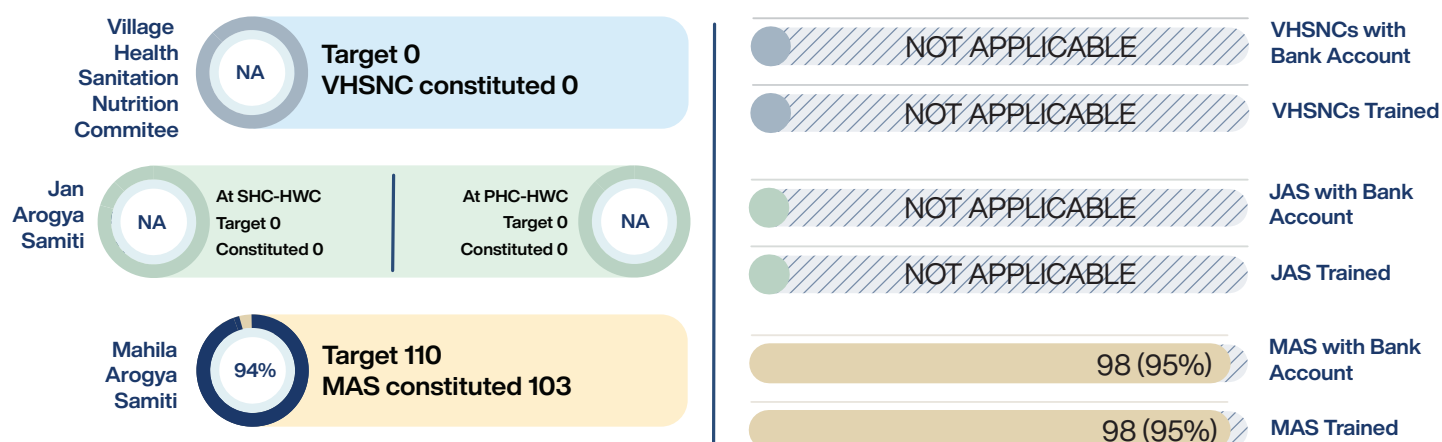 Village
Health
Sanitation
Nutrition
Commitee
NA
Target 0
VHSNC constituted 0
NOT APPLICABLE
VHSNCs with
Bank Account
NOT APPLICABLE
VHSNCs Trained
Jan
Arogya
Samiti
NA
At SHC-HWC
Target 0
Constituted 0
At PHC-HWC
Target 0
Constituted 0
NA
NOT APPLICABLE
JAS with Bank
Account
NOT APPLICABLE
JAS Trained
Mahila
Arogya
Samiti
94%
Target 110
MAS constituted 103
98 (95%)
MAS with Bank
Account
98 (95%)
MAS Trained